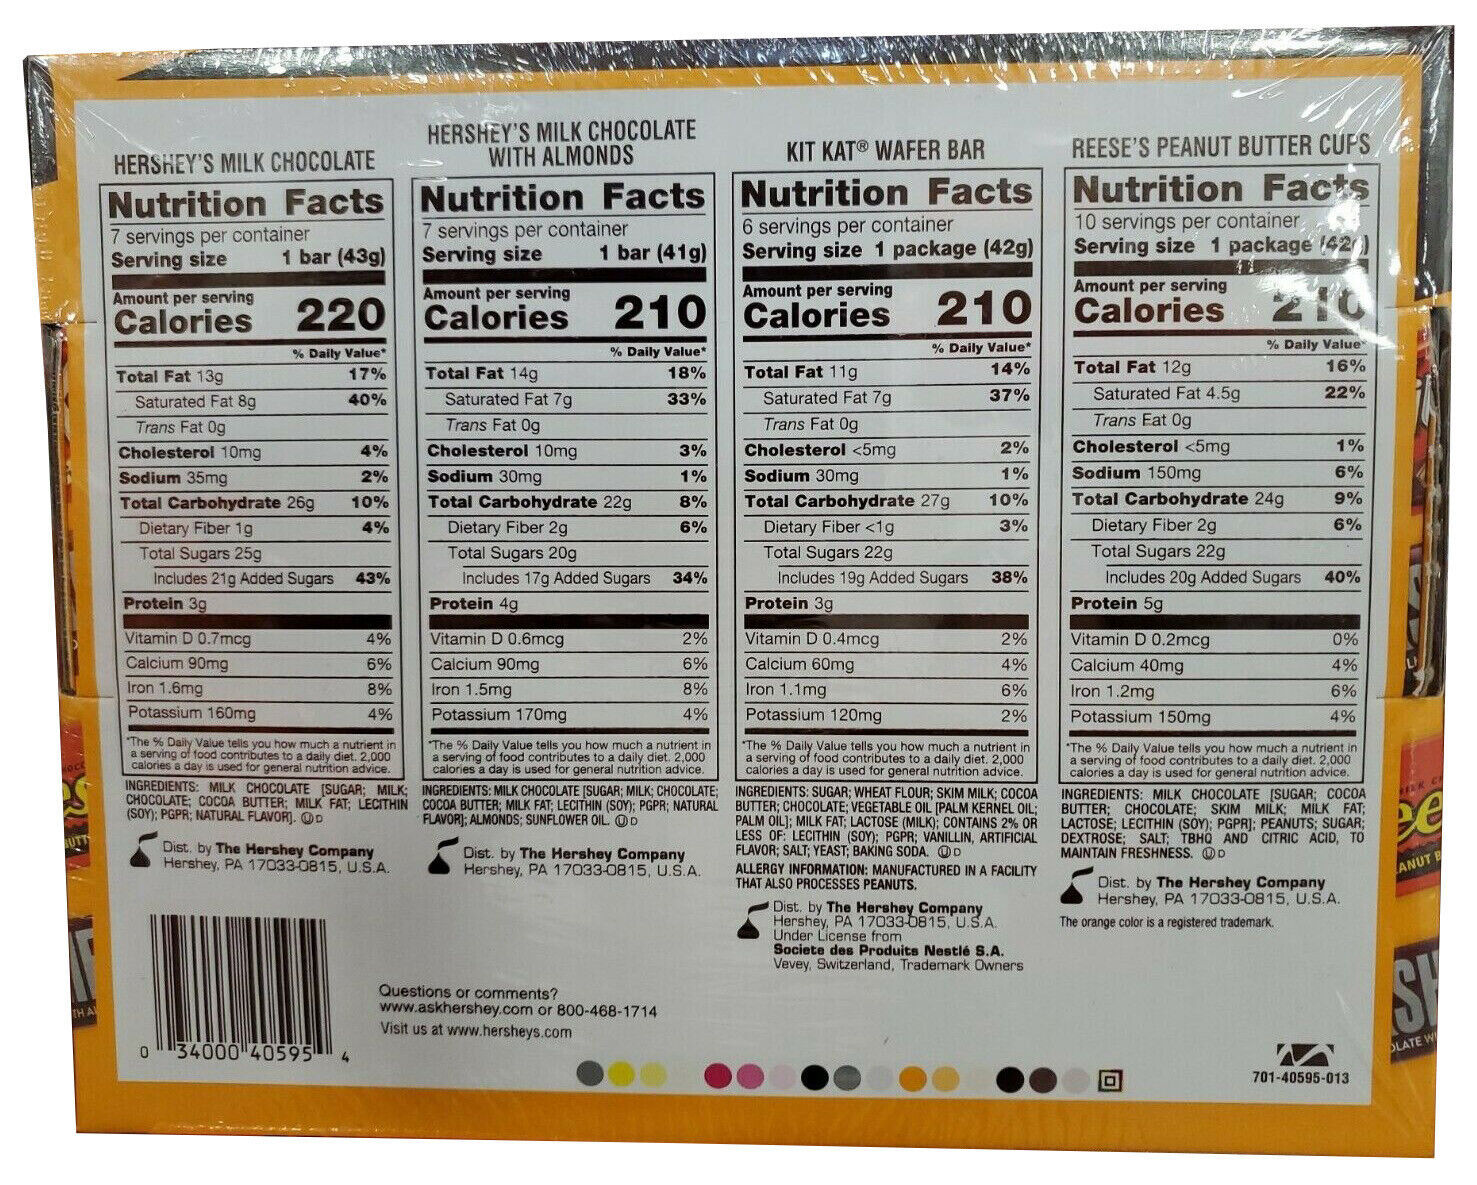 HERSHEY'S MILK CHOCOLATE
Nutrition Facts
7 servings per container
Serving size 1 bar (43g)
Amount per serving
Calories 220
% Daily Value*
Total Fat 13g 17%
Saturated Fat 8g 40%
Trans Fat 0g
Cholesterol 10mg 4%
Sodium 35mg 2%
Total Carbohydrate 26g 10%
Dietary Fiber 1g 4%
Total Sugars 25g
Includes 21g Added Sugars 43%
Protein 3g
Vitamin D 0.7mcg 4%
Calcium 90mg 6%
Iron 1.6mg 8%
Potassium 160mg 4%
*The % Daily Value tells you how much a nutrient in
a serving of food contributes to a daily diet. 2,000
calories a day is used for general nutrition advice.
INGREDIENTS: MILK CHOCOLATE [SUGAR; MILK;
CHOCOLATE; COCOA BUTTER; MILK FAT; LECITHIN
(SOY); PGPR; NATURAL FLAVOR]. Ⓤ D
Dist. by The Hershey Company
Hershey, PA 17033-0815, U.S.A.
HERSHEY'S MILK CHOCOLATE
WITH ALMONDS
Nutrition Facts
7 servings per container
Serving size 1 bar (41g)
Amount per serving
Calories 210
% Daily Value*
Total Fat 14g 18%
Saturated Fat 7g 33%
Trans Fat 0g
Cholesterol 10mg 3%
Sodium 30mg 1%
Total Carbohydrate 22g 8%
Dietary Fiber 2g 6%
Total Sugars 20g
Includes 17g Added Sugars 34%
Protein 4g
Vitamin D 0.6mcg 2%
Calcium 90mg 6%
Iron 1.5mg 8%
Potassium 170mg 4%
*The % Daily Value tells you how much a nutrient in
a serving of food contributes to a daily diet. 2,000
calories a day is used for general nutrition advice.
INGREDIENTS: MILK CHOCOLATE [SUGAR; MILK; CHOCOLATE;
COCOA BUTTER; MILK FAT; LECITHIN (SOY); PGPR; NATURAL
FLAVOR]; ALMONDS; SUNFLOWER OIL. Ⓤ D
Dist. by The Hershey Company
Hershey, PA 17033-0815, U.S.A.
KIT KAT® WAFER BAR
Nutrition Facts
6 servings per container
Serving size 1 package (42g)
Amount per serving
Calories 210
% Daily Value*
Total Fat 11g 14%
Saturated Fat 7g 37%
Trans Fat 0g
Cholesterol <5mg 2%
Sodium 30mg 1%
Total Carbohydrate 27g 10%
Dietary Fiber <1g 3%
Total Sugars 22g
Includes 19g Added Sugars 38%
Protein 3g
Vitamin D 0.4mcg 2%
Calcium 60mg 4%
Iron 1.1mg 6%
Potassium 120mg 2%
*The % Daily Value tells you how much a nutrient in
a serving of food contributes to a daily diet. 2,000
calories a day is used for general nutrition advice.
INGREDIENTS: SUGAR; WHEAT FLOUR; SKIM MILK; COCOA
BUTTER; CHOCOLATE; VEGETABLE OIL [PALM KERNEL OIL;
PALM OIL]; MILK FAT; LACTOSE (MILK); CONTAINS 2% OR
LESS OF: LECITHIN (SOY); PGPR; VANILLIN, ARTIFICIAL
FLAVOR; SALT; YEAST; BAKING SODA. Ⓤ D
ALLERGY INFORMATION: MANUFACTURED IN A FACILITY
THAT ALSO PROCESSES PEANUTS.
Dist. by The Hershey Company
Hershey, PA 17033-0815, U.S.A.
Under License from
Societe des Produits Nestlé S.A.
Vevey, Switzerland, Trademark Owners
REESE'S PEANUT BUTTER CUPS
Nutrition Facts
10 servings per container
Serving size 1 package (42g)
Amount per serving
Calories 210
% Daily Value*
Total Fat 12g 16%
Saturated Fat 4.5g 22%
Trans Fat 0g
Cholesterol <5mg 1%
Sodium 150mg 6%
Total Carbohydrate 24g 9%
Dietary Fiber 2g 6%
Total Sugars 22g
Includes 20g Added Sugars 40%
Protein 5g
Vitamin D 0.2mcg 0%
Calcium 40mg 4%
Iron 1.2mg 6%
Potassium 150mg 4%
*The % Daily Value tells you how much a nutrient in
a serving of food contributes to a daily diet. 2,000
calories a day is used for general nutrition advice.
INGREDIENTS: MILK CHOCOLATE [SUGAR; COCOA
BUTTER; CHOCOLATE; SKIM MILK; MILK FAT;
LACTOSE; LECITHIN (SOY); PGPR]; PEANUTS; SUGAR;
DEXTROSE; SALT; TBHQ AND CITRIC ACID, TO
MAINTAIN FRESHNESS. Ⓤ D
Dist. by The Hershey Company
Hershey, PA 17033-0815, U.S.A.
The orange color is a registered trademark.
0 34000 40595 4
Questions or comments?
www.askhershey.com or 800-468-1714
Visit us at www.hersheys.com
701-40595-013